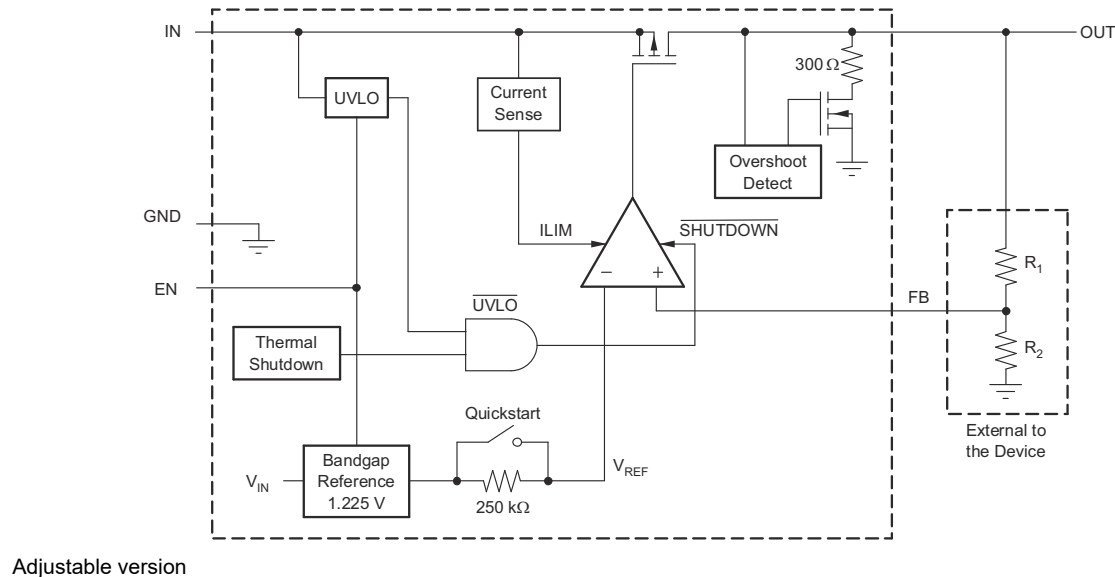 IN
OUT
300 Ω
UVLO
Current
Sense
Overshoot
Detect
GND
ILIM
SHUTDOWN
R1
− +
EN
FB
UVLO
Thermal
Shutdown
R2
Quickstart
External to
the Device
Bandgap
Reference
1.225 V
VIN
VREF
250 kΩ
Adjustable version